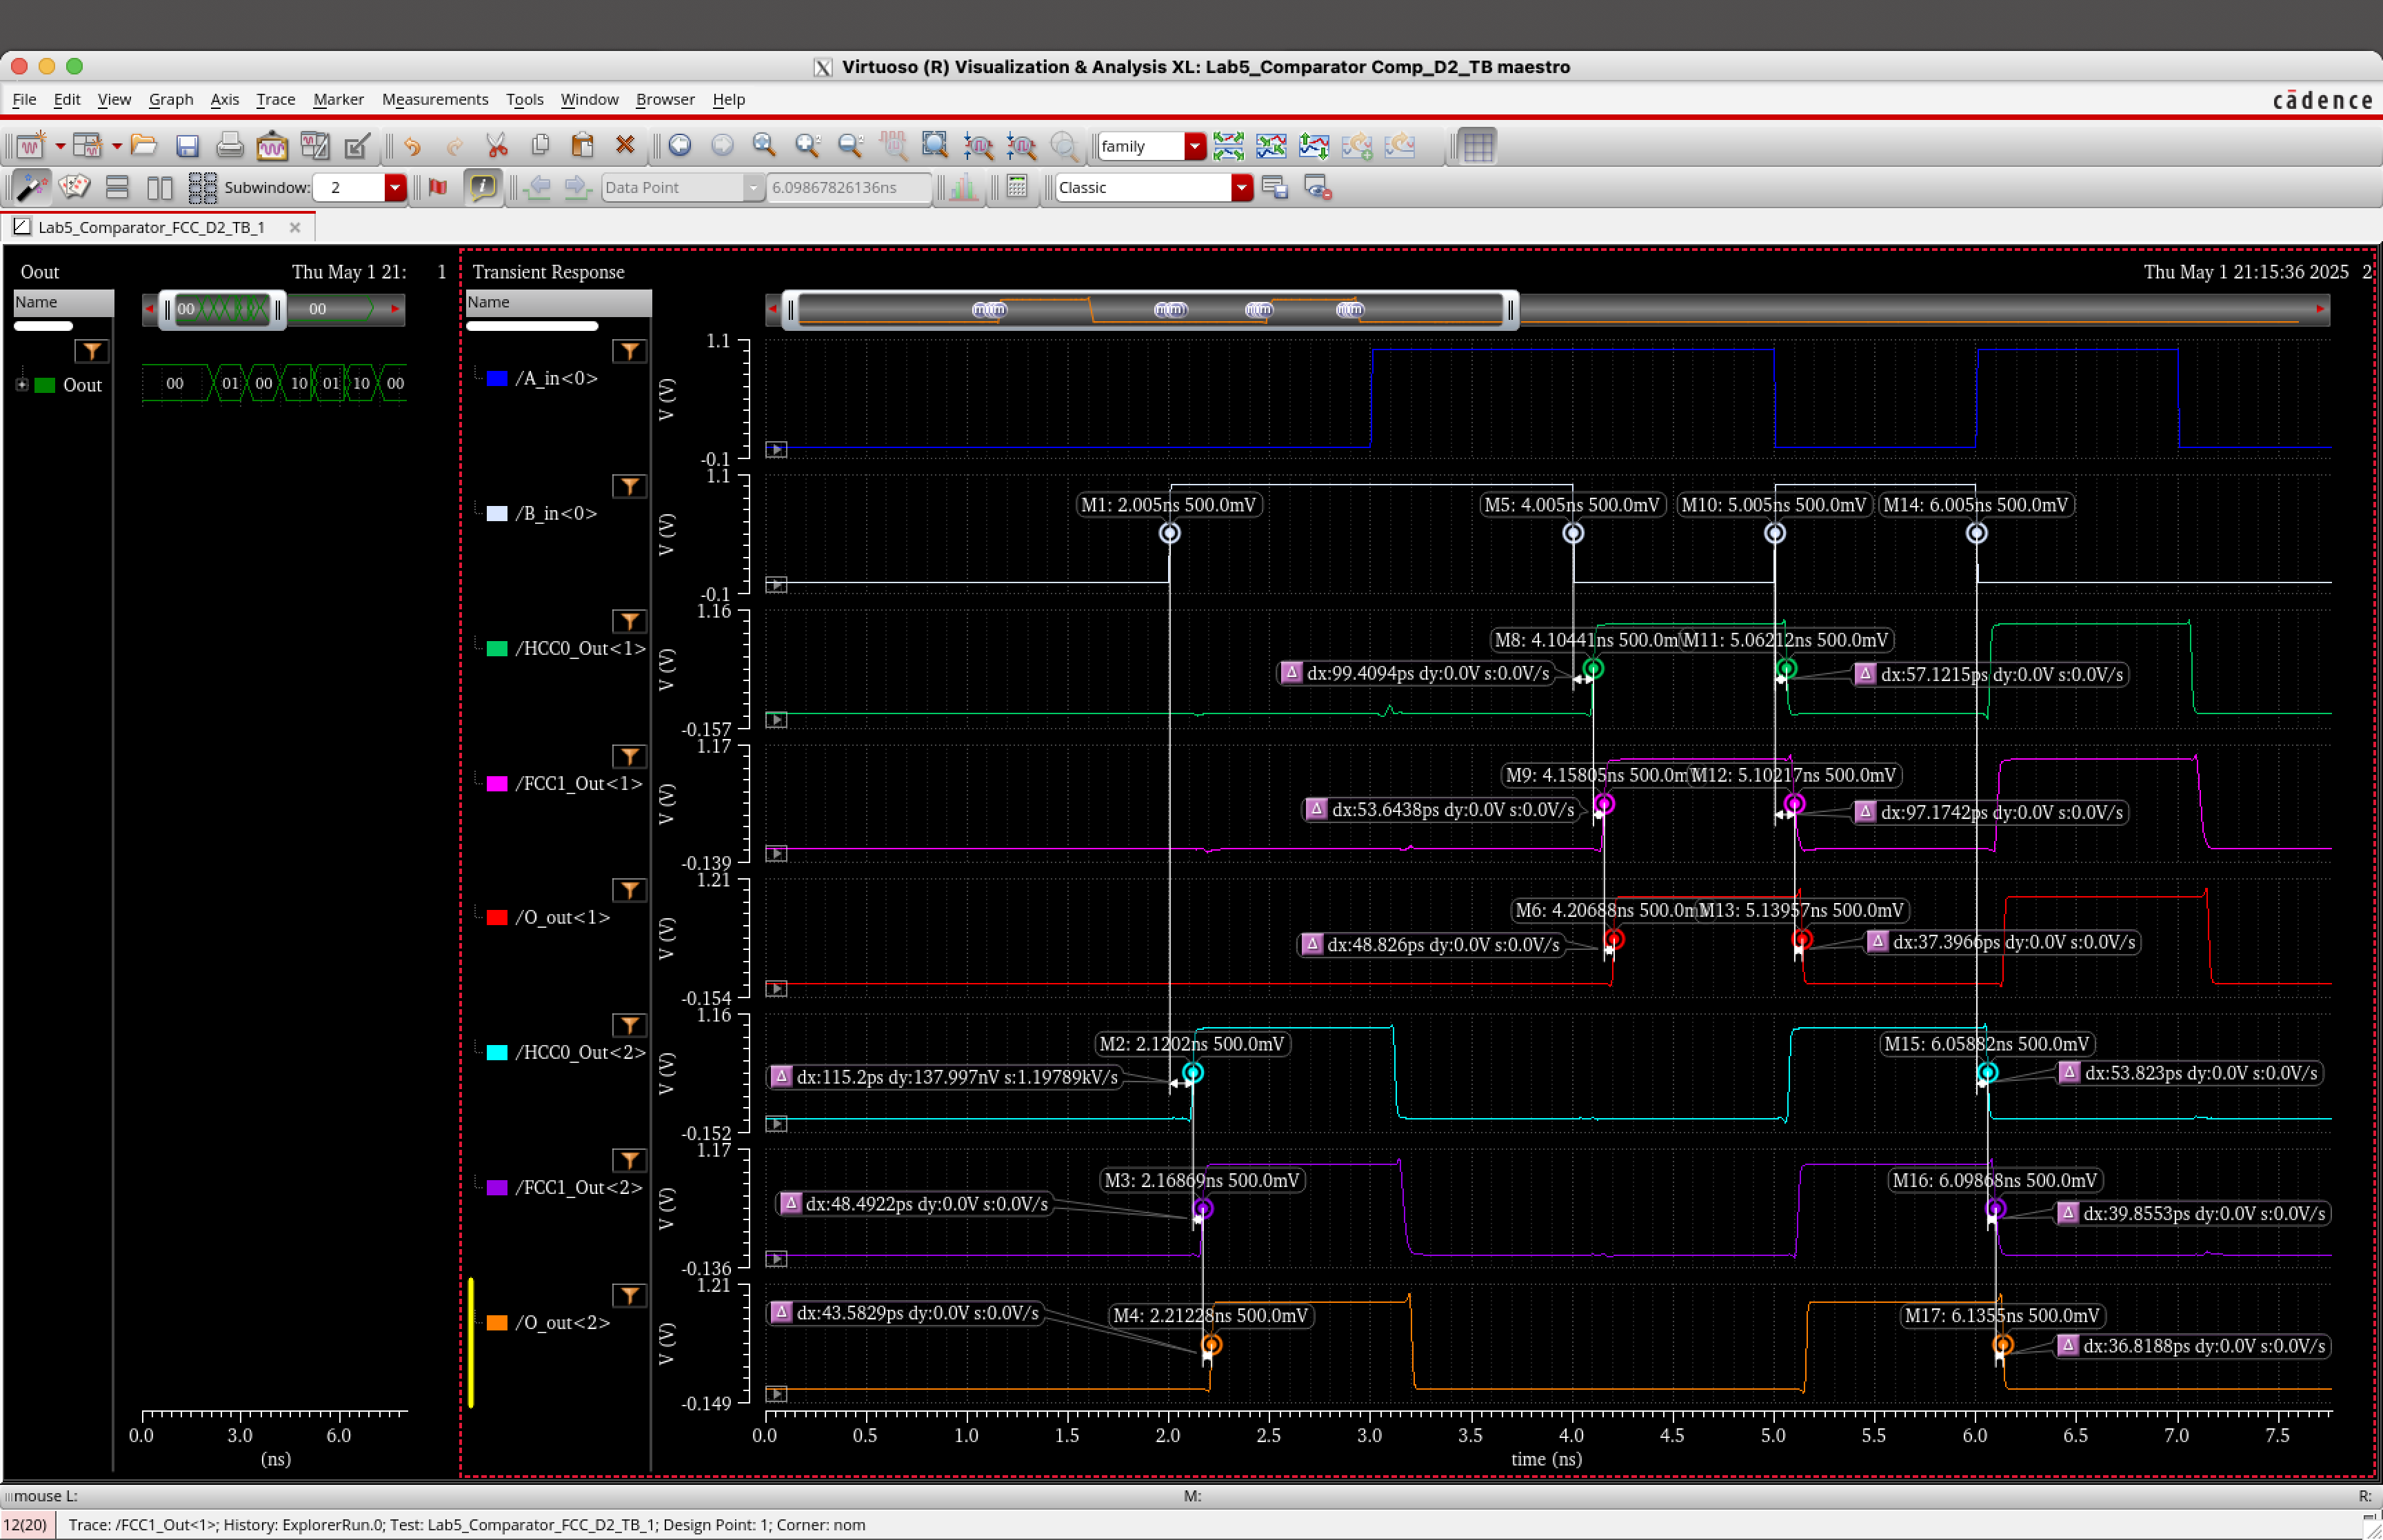 Virtuoso (R) Visualization & Analysis XL: Lab5_Comparator Comp_D2_TB maestro
File Edit View Graph Axis Trace Marker Measurements Tools Window Browser Help
cādence
family
Subwindow: 2 Data Point 6.09867826136ns Classic
Lab5_Comparator_FCC_D2_TB_1
Oout Thu May 1 21: 1
Name
00 00
Oout
00 01 00 10 01 10 00
0.0 3.0 6.0
(ns)
Transient Response Thu May 1 21:15:36 2025 2
Name
/A_in<0>
1.1
V (V)
-0.1
/B_in<0>
1.1
V (V)
-0.1
M1: 2.005ns 500.0mV
M5: 4.005ns 500.0mV
M10: 5.005ns 500.0mV
M14: 6.005ns 500.0mV
/HCC0_Out<1>
1.16
V (V)
-0.157
M8: 4.10441ns 500.0m
M11: 5.06212ns 500.0mV
dx:99.4094ps dy:0.0V s:0.0V/s
dx:57.1215ps dy:0.0V s:0.0V/s
/FCC1_Out<1>
1.17
V (V)
-0.139
M9: 4.15805ns 500.0m
M12: 5.10217ns 500.0mV
dx:53.6438ps dy:0.0V s:0.0V/s
dx:97.1742ps dy:0.0V s:0.0V/s
/O_out<1>
1.21
V (V)
-0.154
M6: 4.20688ns 500.0m
M13: 5.13957ns 500.0mV
dx:48.826ps dy:0.0V s:0.0V/s
dx:37.3966ps dy:0.0V s:0.0V/s
/HCC0_Out<2>
1.16
V (V)
-0.152
M2: 2.1202ns 500.0mV
M15: 6.05882ns 500.0mV
dx:115.2ps dy:137.997nV s:1.19789kV/s
dx:53.823ps dy:0.0V s:0.0V/s
/FCC1_Out<2>
1.17
V (V)
-0.136
M3: 2.16869ns 500.0mV
M16: 6.09868ns 500.0mV
dx:48.4922ps dy:0.0V s:0.0V/s
dx:39.8553ps dy:0.0V s:0.0V/s
/O_out<2>
1.21
V (V)
-0.149
dx:43.5829ps dy:0.0V s:0.0V/s
M4: 2.21228ns 500.0mV
M17: 6.1355ns 500.0mV
dx:36.8188ps dy:0.0V s:0.0V/s
0.0 0.5 1.0 1.5 2.0 2.5 3.0 3.5 4.0 4.5 5.0 5.5 6.0 6.5 7.0 7.5
time (ns)
mouse L: M: R:
12(20) Trace: /FCC1_Out<1>; History: ExplorerRun.0; Test: Lab5_Comparator_FCC_D2_TB_1; Design Point: 1; Corner: nom